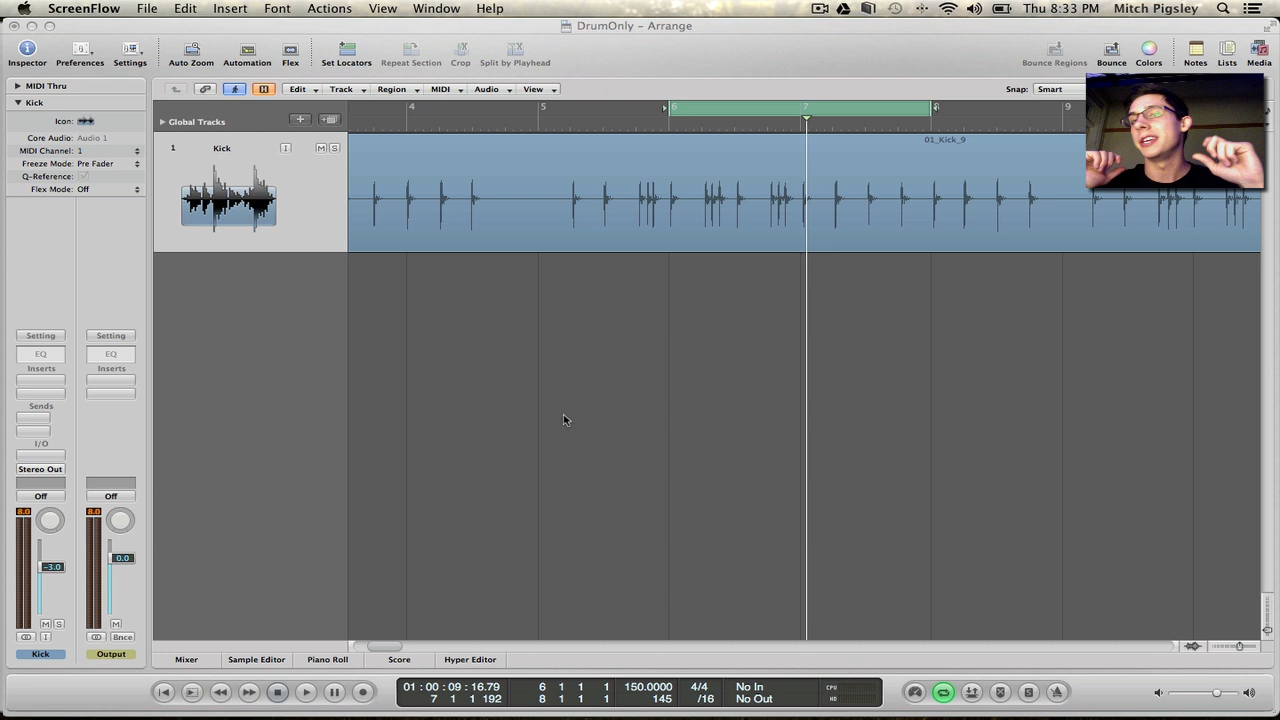 ScreenFlow File Edit Insert Font Actions View Window Help Thu 8:33 PM Mitch Pigsley
DrumOnly – Arrange
Inspector Preferences Settings Auto Zoom Automation Flex Set Locators Repeat Section Crop Split by Playhead Bounce Regions Bounce Colors Notes Lists Media
MIDI Thru
Edit Track Region MIDI Audio View Snap: Smart
Kick
4 5 6 7 8 9
Icon:
Global Tracks
Core Audio: Audio 1
MIDI Channel: 1
Freeze Mode: Pre Fader
Q-Reference:
Flex Mode: Off
1 Kick I M S
01_Kick_9
Setting Setting
EQ EQ
Inserts Inserts
Sends
I/O
Stereo Out
Off Off
8.0 8.0
-3.0 0.0
M S M
I Bnce
Kick Output
Mixer Sample Editor Piano Roll Score Hyper Editor
01 : 00 : 09 : 16.79 6 1 1 1 150.0000 4/4 No In CPU
7 1 1 192 8 1 1 1 145 /16 No Out HD
S